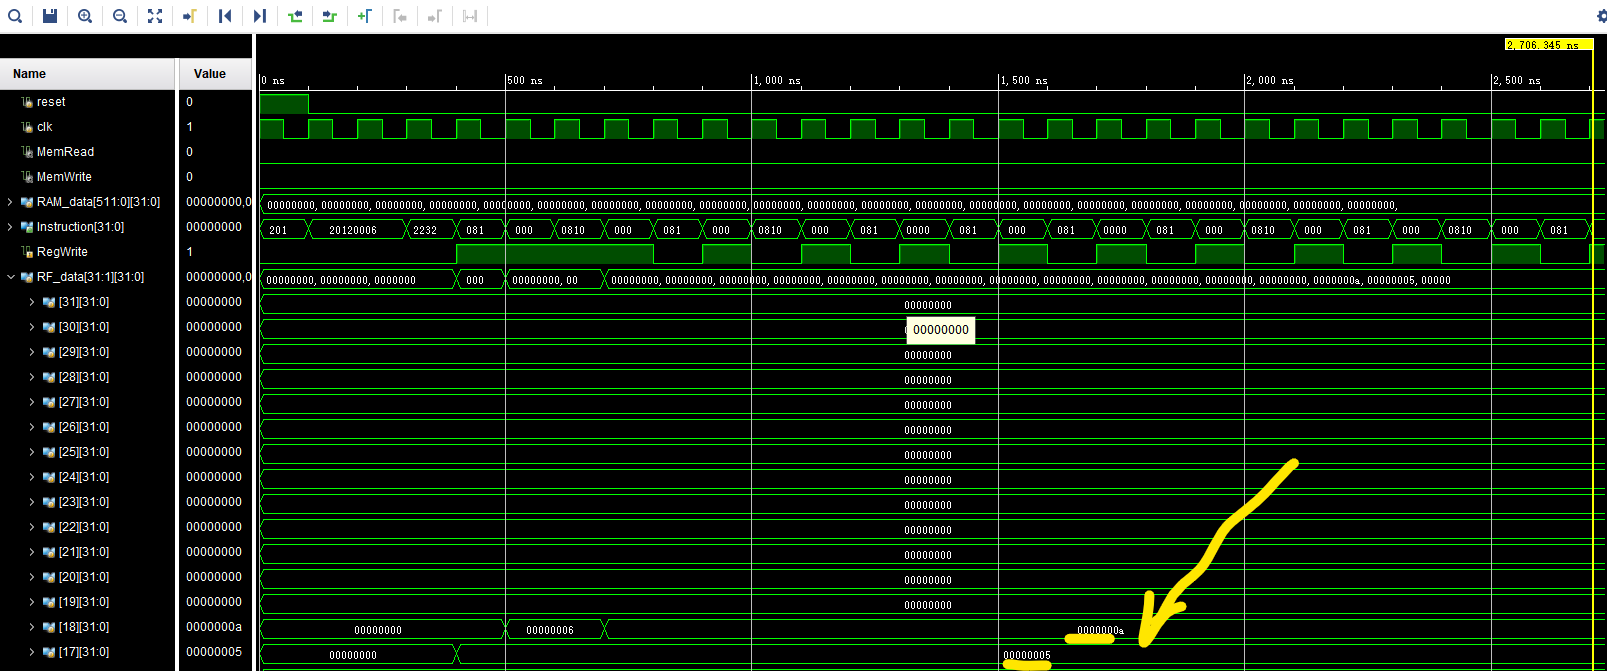 2,706.345 ns
Name Value
0 ns 500 ns 1,000 ns 1,500 ns 2,000 ns 2,500 ns
reset 0
clk 1
MemRead 0
MemWrite 0
RAM_data[511:0][31:0] 00000000,0 00000000, 00000000, 00000000, 00000000, 00000000, 00000000, 00000000, 00000000, 00000000, 00000000, 00000000, 00000000, 00000000, 00000000, 00000000, 00000000, 00000000, 00000000, 00000000, 00000000,
Instruction[31:0] 00000000 201 20120006 2232 081 000 0810 000 081 000 0810 000 081 0000 081 000 081 0000 081 000 0810 000 081 000 0810 000 081
RegWrite 1
RF_data[31:1][31:0] 00000000,0 00000000, 00000000, 0000000 000 00000000, 00 00000000, 00000000, 00000000, 00000000, 00000000, 00000000, 00000000, 00000000, 00000000, 00000000, 00000000, 00000000, 00000000, 0000000a, 00000005, 00000
[31][31:0] 00000000 00000000
[30][31:0] 00000000 00000000
[29][31:0] 00000000 00000000
[28][31:0] 00000000 00000000
[27][31:0] 00000000 00000000
[26][31:0] 00000000 00000000
[25][31:0] 00000000 00000000
[24][31:0] 00000000 00000000
[23][31:0] 00000000 00000000
[22][31:0] 00000000 00000000
[21][31:0] 00000000 00000000
[20][31:0] 00000000 00000000
[19][31:0] 00000000 00000000
[18][31:0] 0000000a 00000000 00000006 0000000a
[17][31:0] 00000005 00000000 00000005